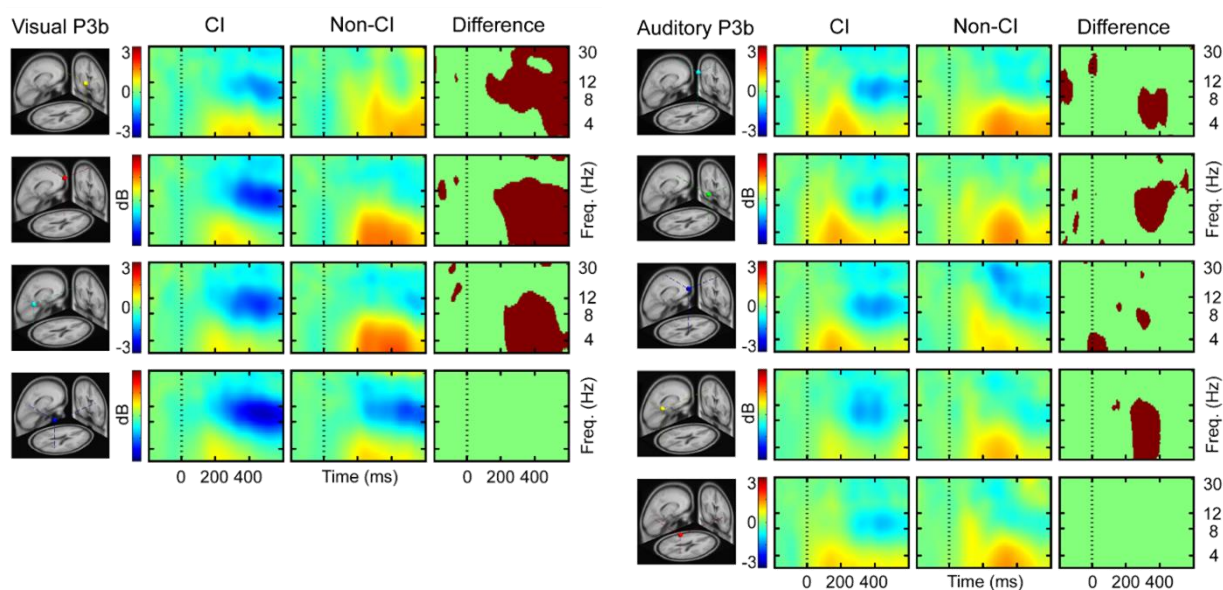 Visual P3b CI Non-CI Difference
3 0 -3 30 12 8 4
dB Freq. (Hz)
3 0 -3 30 12 8 4
dB Freq. (Hz)
0 200 400 Time (ms) 0 200 400
Auditory P3b CI Non-CI Difference
3 0 -3 30 12 8 4
dB Freq. (Hz)
3 0 -3 30 12 8 4
dB Freq. (Hz)
3 0 -3 30 12 8 4
0 200 400 Time (ms) 0 200 400